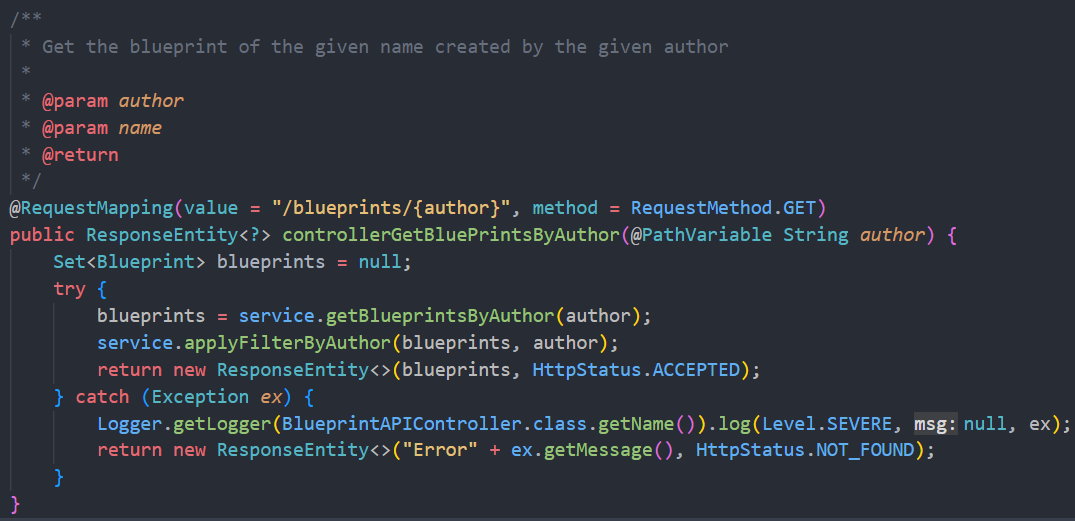 /**
 * Get the blueprint of the given name created by the given author
 *
 * @param author
 * @param name
 * @return
 */
@RequestMapping(value = "/blueprints/{author}", method = RequestMethod.GET)
public ResponseEntity<?> controllerGetBluePrintsByAuthor(@PathVariable String author) {
    Set<Blueprint> blueprints = null;
    try {
        blueprints = service.getBlueprintsByAuthor(author);
        service.applyFilterByAuthor(blueprints, author);
        return new ResponseEntity<>(blueprints, HttpStatus.ACCEPTED);
    } catch (Exception ex) {
        Logger.getLogger(BlueprintAPIController.class.getName()).log(Level.SEVERE, msg: null, ex);
        return new ResponseEntity<>("Error" + ex.getMessage(), HttpStatus.NOT_FOUND);
    }
}